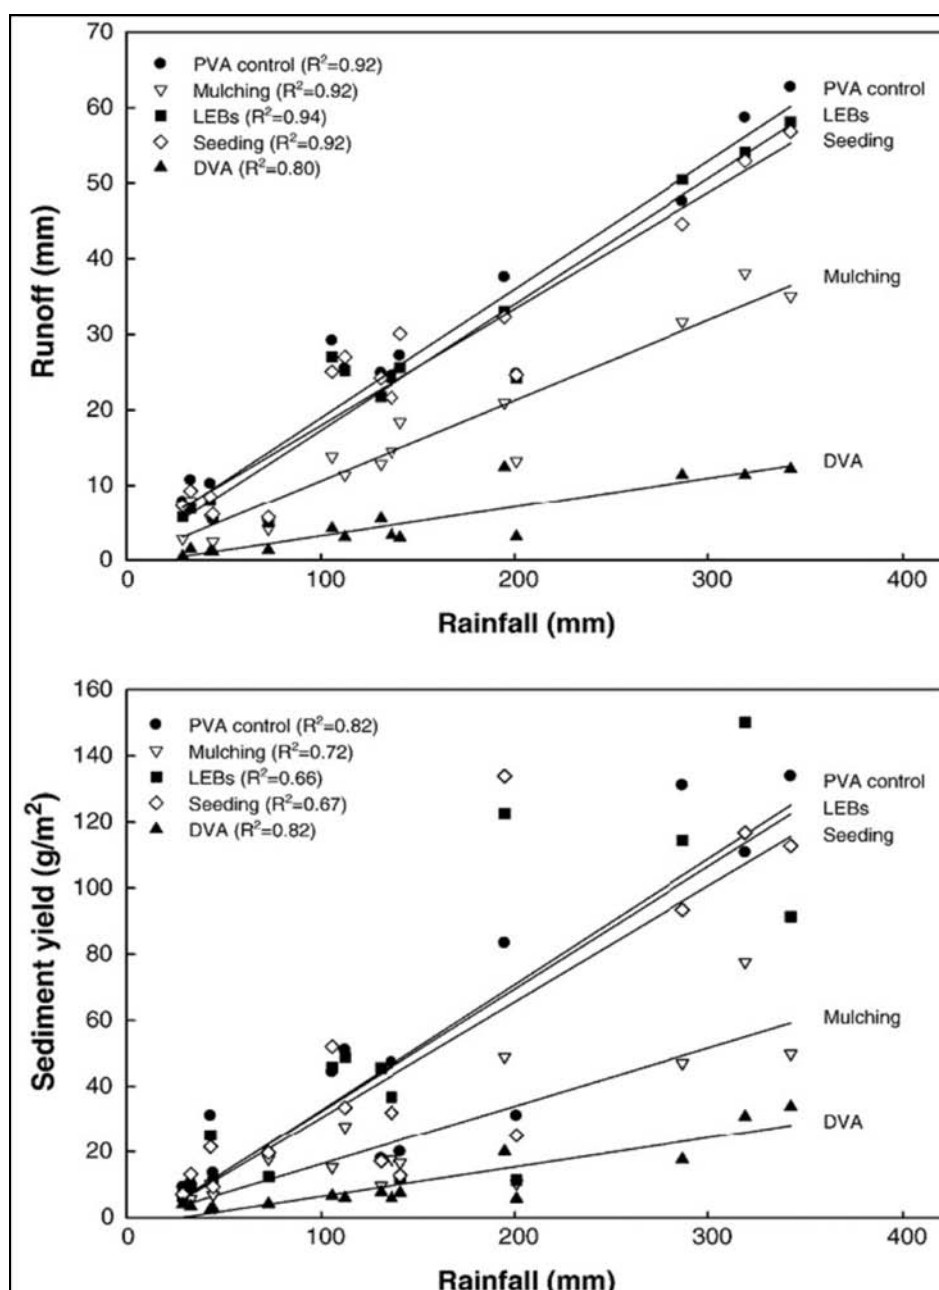 70
60
50
40
30
20
10
0
Runoff (mm)
PVA control (R²=0.92)
Mulching (R²=0.92)
LEBs (R²=0.94)
Seeding (R²=0.92)
DVA (R²=0.80)
PVA control
LEBs
Seeding
Mulching
DVA
0 100 200 300 400
Rainfall (mm)
160
140
120
100
80
60
40
20
0
Sediment yield (g/m²)
PVA control (R²=0.82)
Mulching (R²=0.72)
LEBs (R²=0.66)
Seeding (R²=0.67)
DVA (R²=0.82)
PVA control
LEBs
Seeding
Mulching
DVA
0 100 200 300 400
Rainfall (mm)